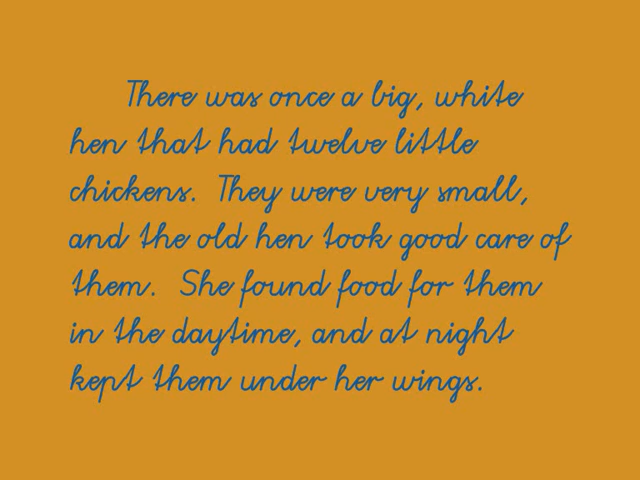 There was once a big, white
hen that had twelve little
chickens.  They were very small,
and the old hen took good care of
them.  She found food for them
in the daytime, and at night
kept them under her wings.